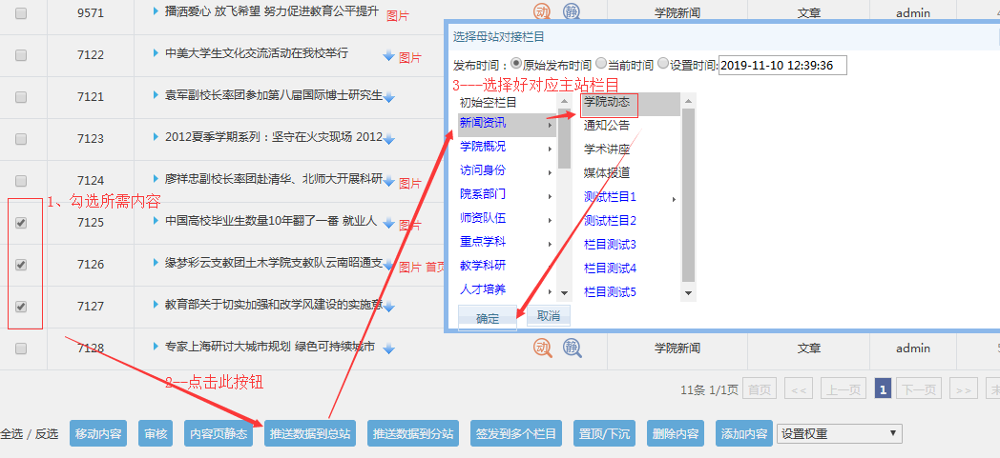 9571 播洒爱心 放飞希望 努力促进教育公平提升 图片 动 静 学院新闻 文章 admin
7122 中美大学生文化交流活动在我校举行 图片
7121 袁军副校长率团参加第八届国际博士研究生
7123 2012夏季学期系列：坚守在火灾现场 2012
7124 廖祥忠副校长率团赴清华、北师大开展科研 图片
1、勾选所需内容
7125 中国高校毕业生数量10年翻了一番 就业人 图片
7126 缘梦彩云支教团土木学院支教队云南昭通支 图片 首页
7127 教育部关于切实加强和改学风建设的实施意
7128 专家上海研讨大城市规划 绿色可持续城市 动 静 学院新闻 文章 admin
选择母站对接栏目
发布时间： 原始发布时间 当前时间 设置时间: 2019-11-10 12:39:36
3---选择好对应主站栏目
初始空栏目
新闻资讯
学院概况
访问身份
院系部门
师资队伍
重点学科
教学科研
人才培养
学院动态
通知公告
学术讲座
媒体报道
测试栏目1
测试栏目2
栏目测试3
栏目测试4
栏目测试5
确定 取消
2--点击此按钮
11条 1/1页 首页 << 上一页 1 下一页 >>
全选 / 反选 移动内容 审核 内容页静态 推送数据到总站 推送数据到分站 签发到多个栏目 置顶/下沉 删除内容 添加内容 设置权重